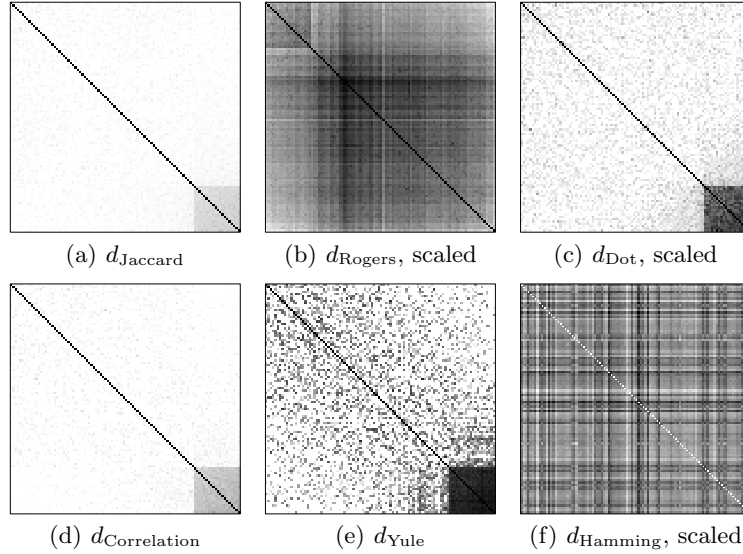 (a) d_Jaccard
(b) d_Rogers, scaled
(c) d_Dot, scaled
(d) d_Correlation
(e) d_Yule
(f) d_Hamming, scaled